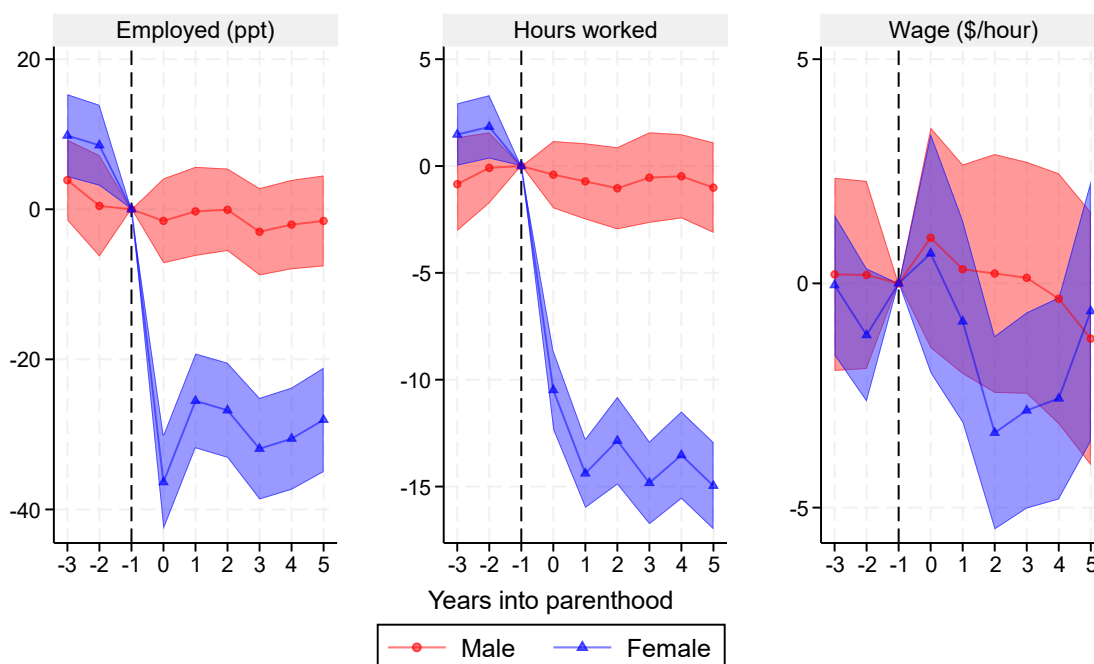 Employed (ppt)
20
0
-20
-40
-3 -2 -1 0 1 2 3 4 5
Hours worked
5
0
-5
-10
-15
-3 -2 -1 0 1 2 3 4 5
Wage ($/hour)
5
0
-5
-3 -2 -1 0 1 2 3 4 5
Years into parenthood
Male Female